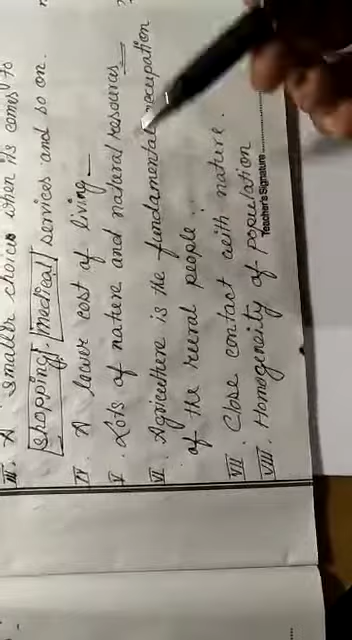 III. A smaller choice when its comes to
shopping, medical services and so on.
IV. A lower cost of living
V. Lots of nature and natural resouras
VI. Agriculture is the fundamental occupation
of the rural people.
VII. Close contact with nature.
VIII. Homogeneity of population
Teacher's Signature